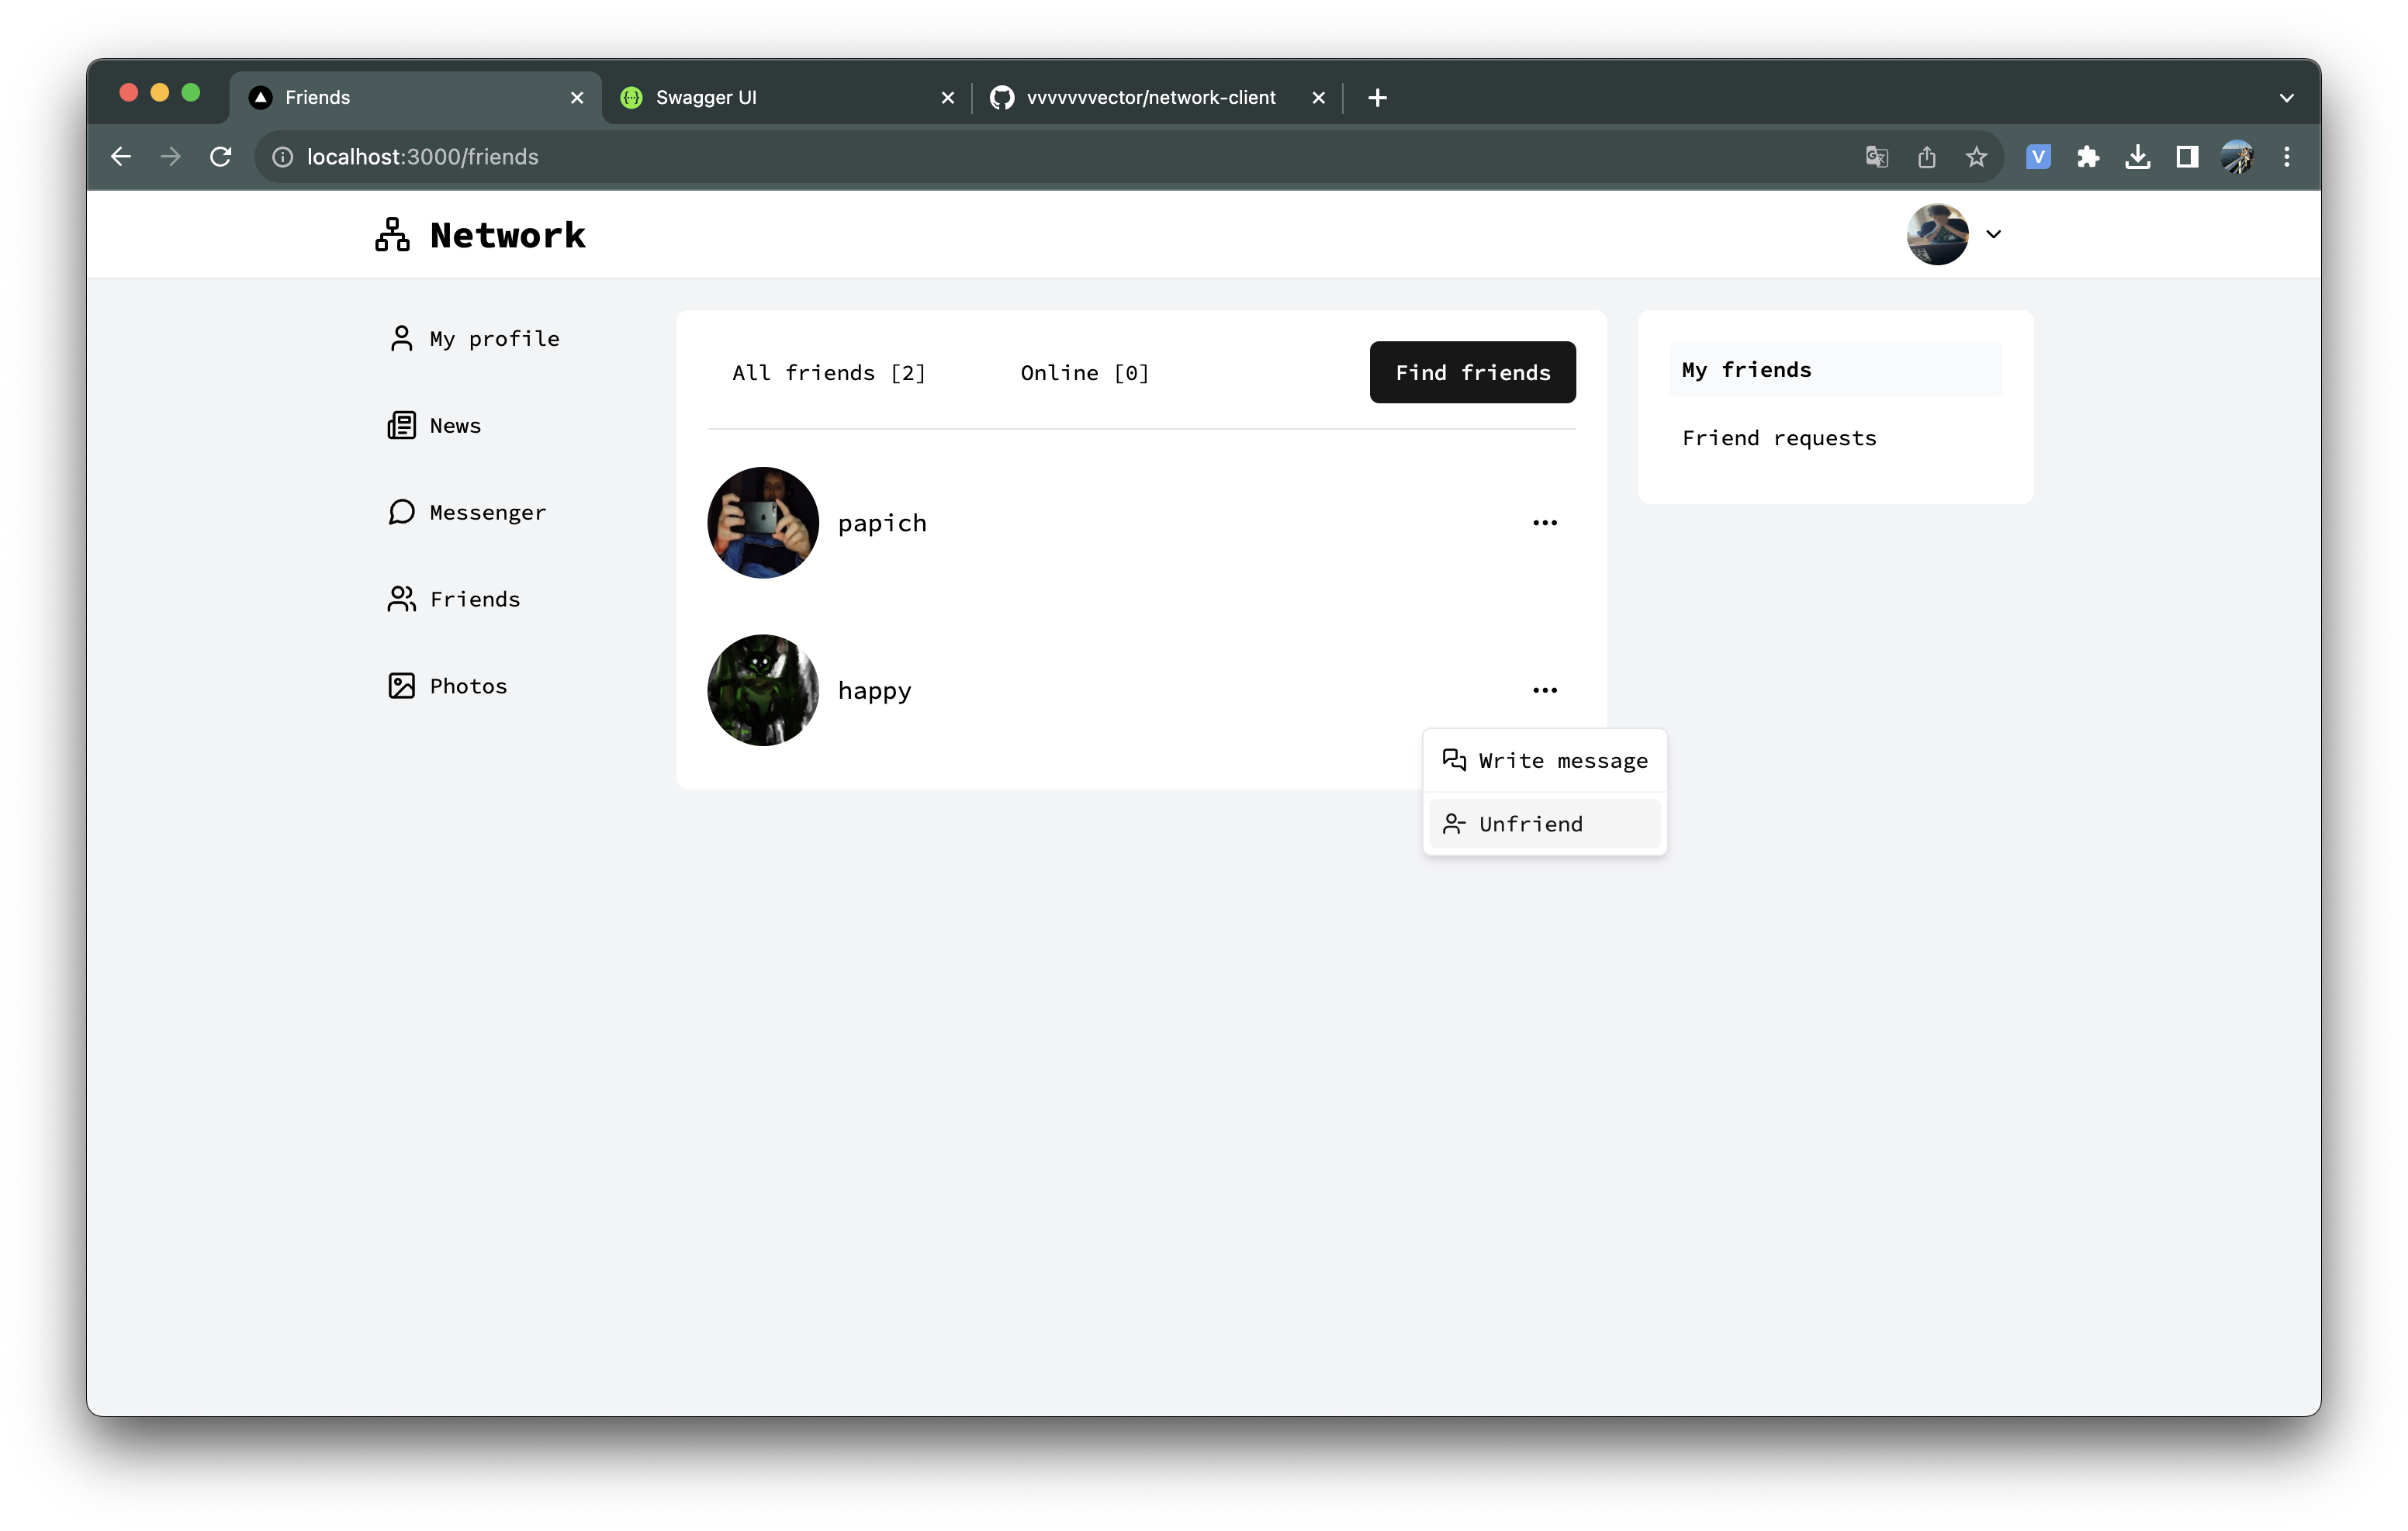 Friends
Swagger UI
vvvvvvvector/network-client
localhost:3000/friends
V
Network
My profile
News
Messenger
Friends
Photos
All friends [2]
Online [0]
Find friends
papich
happy
Write message
Unfriend
My friends
Friend requests